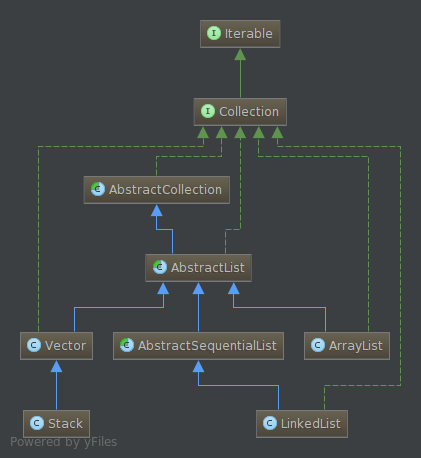 Iterable
Collection
AbstractCollection
AbstractList
Vector
AbstractSequentialList
ArrayList
Stack
LinkedList
Powered by yFiles